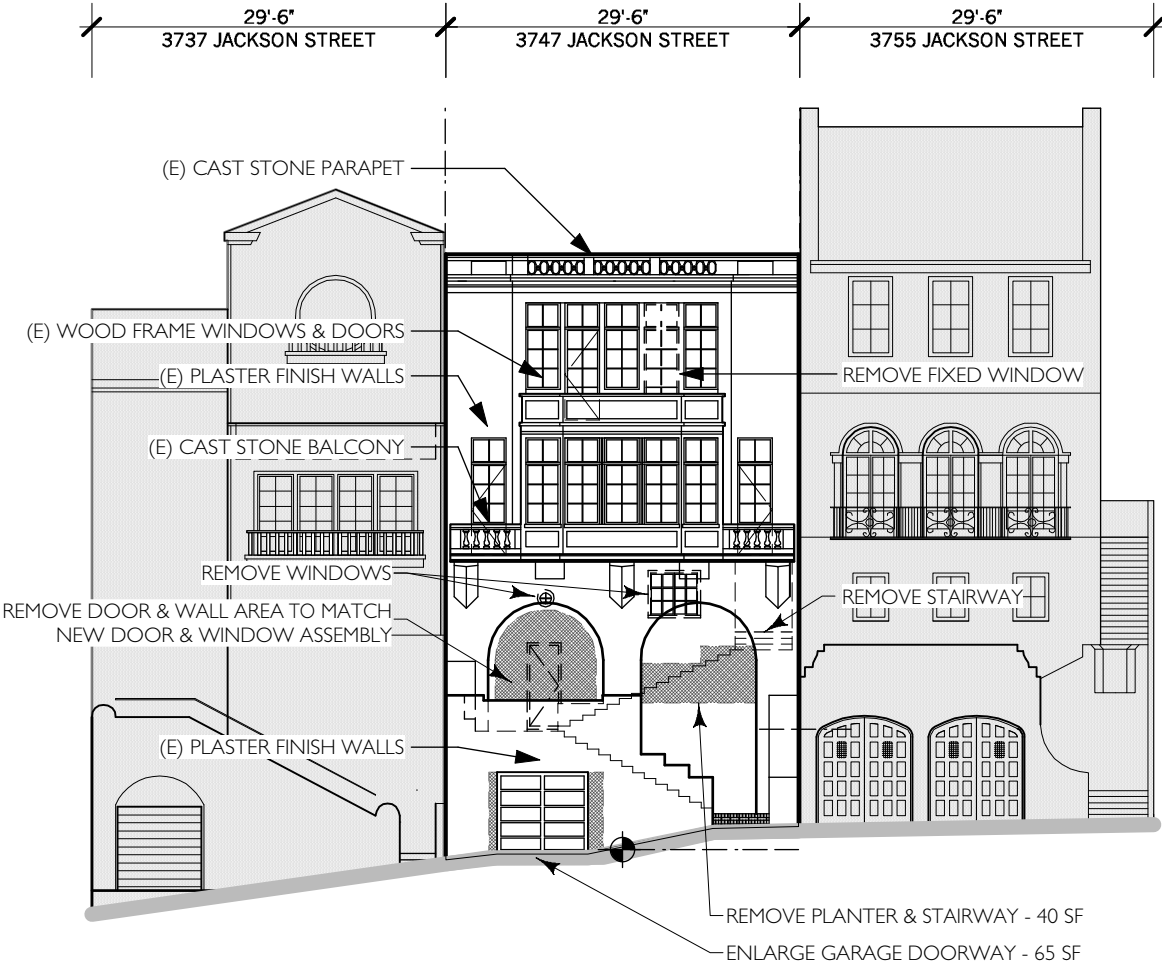 29'-6"
3737 JACKSON STREET
29'-6"
3747 JACKSON STREET
29'-6"
3755 JACKSON STREET
(E) CAST STONE PARAPET
(E) WOOD FRAME WINDOWS & DOORS
(E) PLASTER FINISH WALLS
REMOVE FIXED WINDOW
(E) CAST STONE BALCONY
REMOVE WINDOWS
REMOVE STAIRWAY
REMOVE DOOR & WALL AREA TO MATCH
NEW DOOR & WINDOW ASSEMBLY
(E) PLASTER FINISH WALLS
REMOVE PLANTER & STAIRWAY - 40 SF
ENLARGE GARAGE DOORWAY - 65 SF